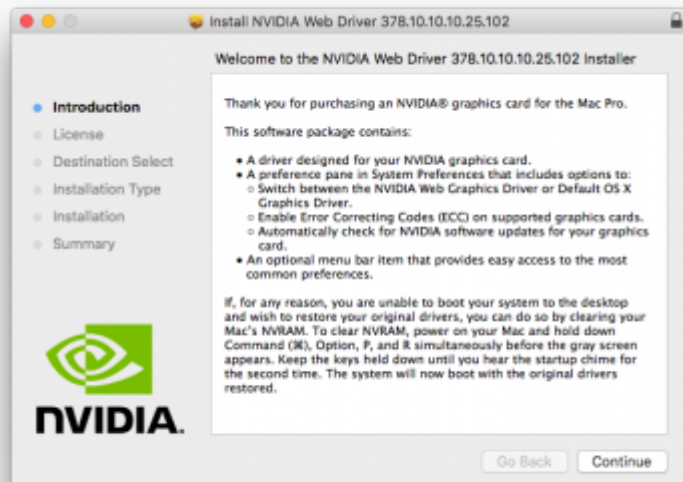 Install NVIDIA Web Driver 378.10.10.10.25.102
Welcome to the NVIDIA Web Driver 378.10.10.10.25.102 Installer
Introduction
License
Destination Select
Installation Type
Installation
Summary
Thank you for purchasing an NVIDIA® graphics card for the Mac Pro.
This software package contains:
• A driver designed for your NVIDIA graphics card.
• A preference pane in System Preferences that includes options to:
○ Switch between the NVIDIA Web Graphics Driver or Default OS X
Graphics Driver.
○ Enable Error Correcting Codes (ECC) on supported graphics cards.
○ Automatically check for NVIDIA software updates for your graphics
card.
• An optional menu bar item that provides easy access to the most
common preferences.
If, for any reason, you are unable to boot your system to the desktop
and wish to restore your original drivers, you can do so by clearing your
Mac's NVRAM. To clear NVRAM, power on your Mac and hold down
Command (⌘), Option, P, and R simultaneously before the gray screen
appears. Keep the keys held down until you hear the startup chime for
the second time. The system will now boot with the original drivers
restored.
NVIDIA.
Go Back
Continue